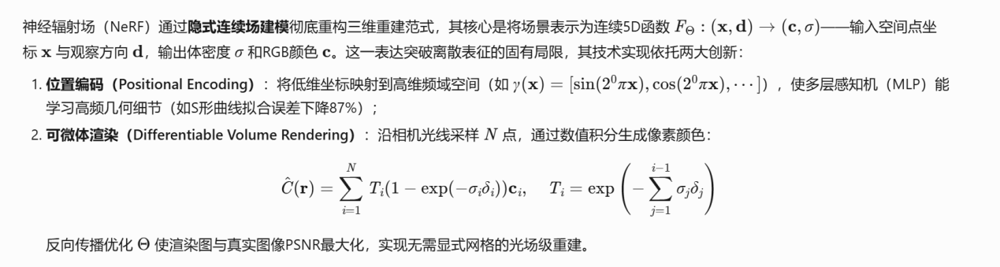 神经辐射场（NeRF）通过隐式连续场建模彻底重构三维重建范式，其核心是将场景表示为连续5D函数 $F_\Theta : (\mathbf{x}, \mathbf{d}) \to (\mathbf{c}, \sigma)$——输入空间点坐
标 $\mathbf{x}$ 与观察方向 $\mathbf{d}$，输出体密度 $\sigma$ 和RGB颜色 $\mathbf{c}$。这一表达突破离散表征的固有局限，其技术实现依托两大创新：
1. 位置编码（Positional Encoding）：将低维坐标映射到高维频域空间（如 $\gamma(\mathbf{x}) = [\sin(2^0\pi\mathbf{x}), \cos(2^0\pi\mathbf{x}), \cdots]$），使多层感知机（MLP）能
学习高频几何细节（如S形曲线拟合误差下降87%）；
2. 可微体渲染（Differentiable Volume Rendering）：沿相机光线采样 $N$ 点，通过数值积分生成像素颜色：
$\hat{C}(\mathbf{r}) = \sum_{i=1}^{N} T_i(1 - \exp(-\sigma_i\delta_i))\mathbf{c}_i, \quad T_i = \exp\left(-\sum_{j=1}^{i-1} \sigma_j\delta_j\right)$
反向传播优化 $\Theta$ 使渲染图与真实图像PSNR最大化，实现无需显式网格的光场级重建。